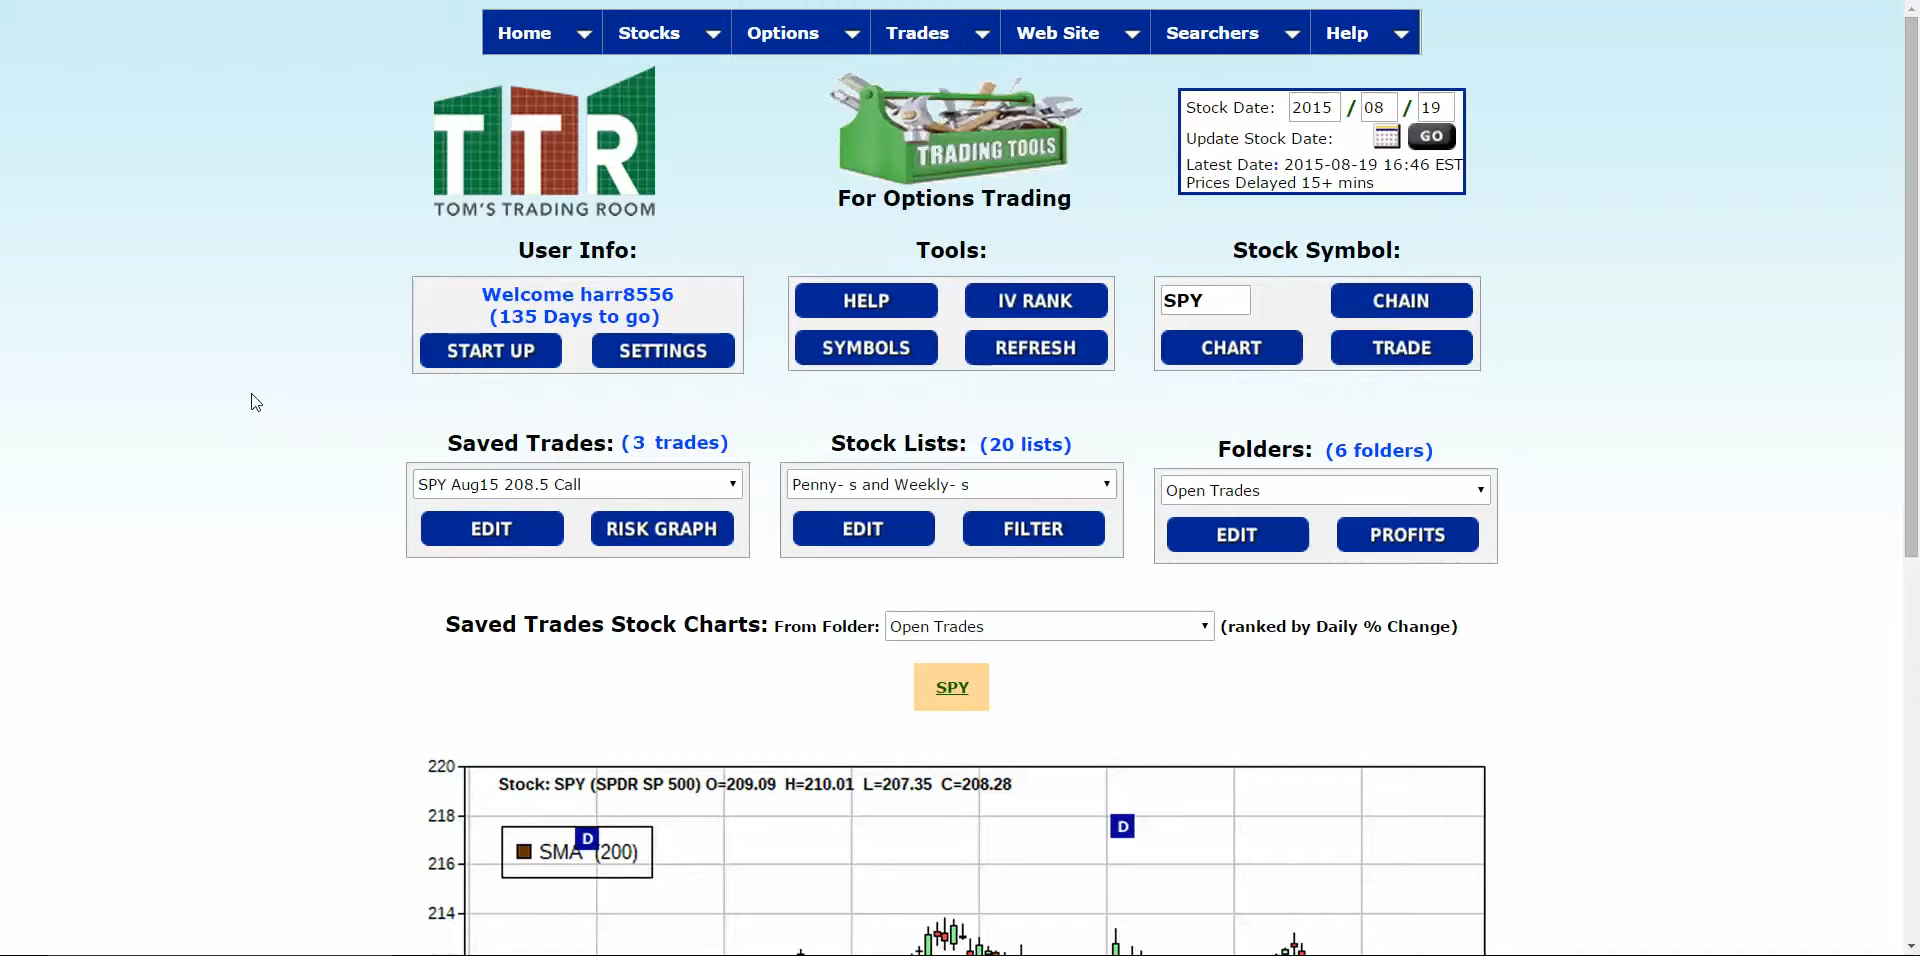 Home Stocks Options Trades Web Site Searchers Help
TTR
TOM'S TRADING ROOM
TRADING TOOLS
For Options Trading
Stock Date: 2015 / 08 / 19
Update Stock Date: GO
Latest Date: 2015-08-19 16:46 EST
Prices Delayed 15+ mins
User Info:
Welcome harr8556
(135 Days to go)
START UP SETTINGS
Tools:
HELP IV RANK
SYMBOLS REFRESH
Stock Symbol:
SPY CHAIN
CHART TRADE
Saved Trades: (3 trades)
SPY Aug15 208.5 Call
EDIT RISK GRAPH
Stock Lists: (20 lists)
Penny- s and Weekly- s
EDIT FILTER
Folders: (6 folders)
Open Trades
EDIT PROFITS
Saved Trades Stock Charts: From Folder: Open Trades (ranked by Daily % Change)
SPY
220
Stock: SPY (SPDR SP 500) O=209.09 H=210.01 L=207.35 C=208.28
218
D
D
SMA (200)
216
214